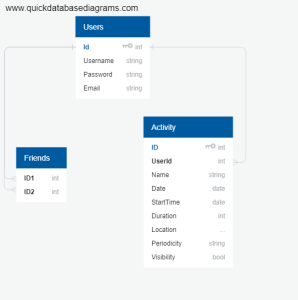 www.quickdatabasediagrams.com
Users
Id int
Username string
Password string
Email string
Activity
ID int
UserId int
Name string
Date date
StartTime date
Duration int
Location ...
Periodicity string
Visibility bool
Friends
ID1 int
ID2 int